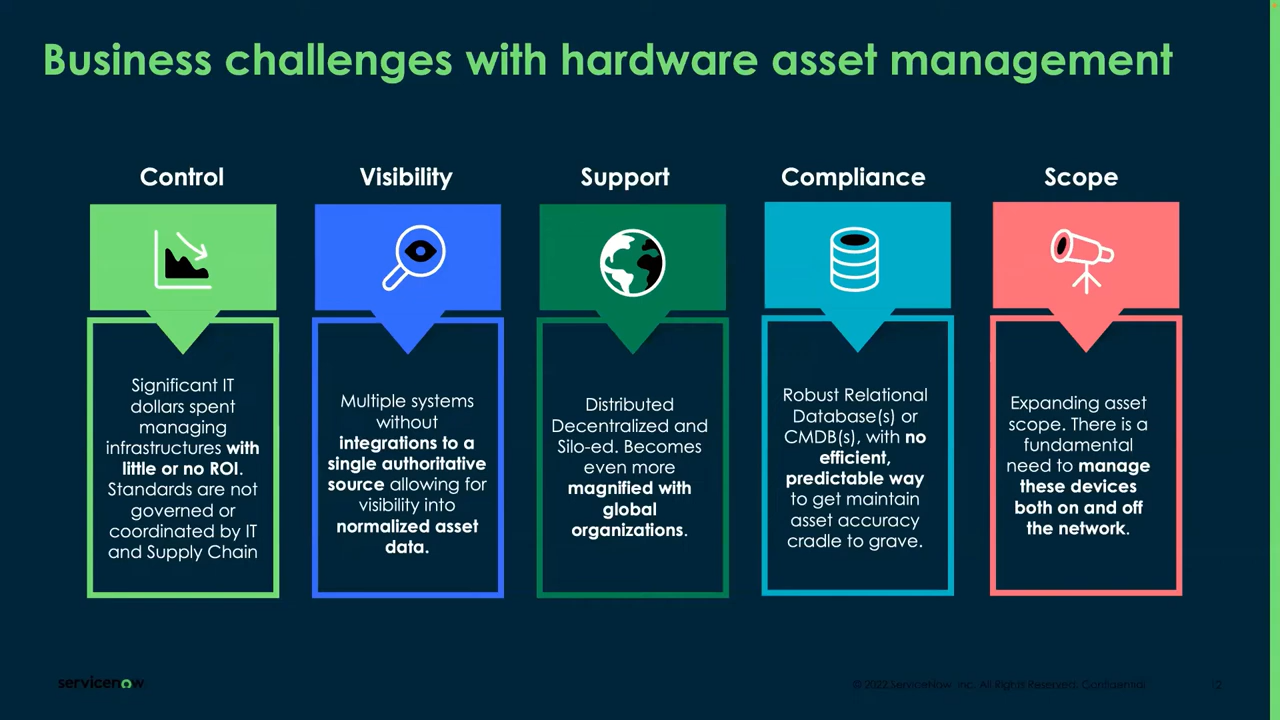 Business challenges with hardware asset management
Control
Significant IT
dollars spent
managing
infrastructures with
little or no ROI.
Standards are not
governed or
coordinated by IT
and Supply Chain
Visibility
Multiple systems
without
integrations to a
single authoritative
source allowing for
visibility into
normalized asset
data.
Support
Distributed
Decentralized and
Silo-ed. Becomes
even more
magnified with
global
organizations.
Compliance
Robust Relational
Database(s) or
CMDB(s), with no
efficient,
predictable way
to get maintain
asset accuracy
cradle to grave.
Scope
Expanding asset
scope. There is a
fundamental
need to manage
these devices
both on and off
the network.
servicenow
© 2022 ServiceNow, Inc. All Rights Reserved. Confidential.
2